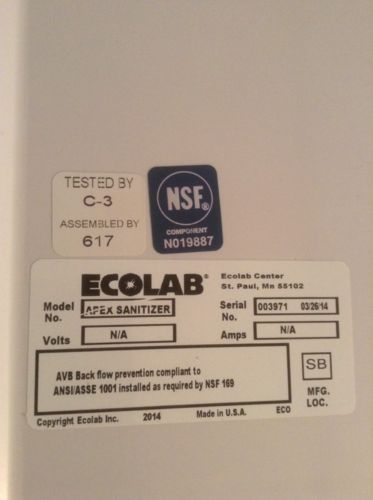 TESTED BY
C-3
ASSEMBLED BY
617
NSF®
COMPONENT
N019887
ECOLAB®
Ecolab Center
St. Paul, Mn 55102
Model No. APEX SANITIZER
Serial No. 003971 03/26/14
Volts N/A
Amps N/A
AVB Back flow prevention compliant to
ANSI/ASSE 1001 installed as required by NSF 169
SB
MFG.
LOC.
Copyright Ecolab Inc. 2014 Made in U.S.A. ECO